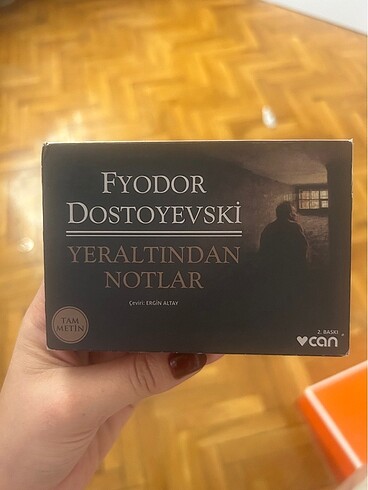 FYODOR
DOSTOYEVSKİ
YERALTINDAN
NOTLAR
Çeviri: ERGİN ALTAY
TAM
METİN
2. BASKI
can